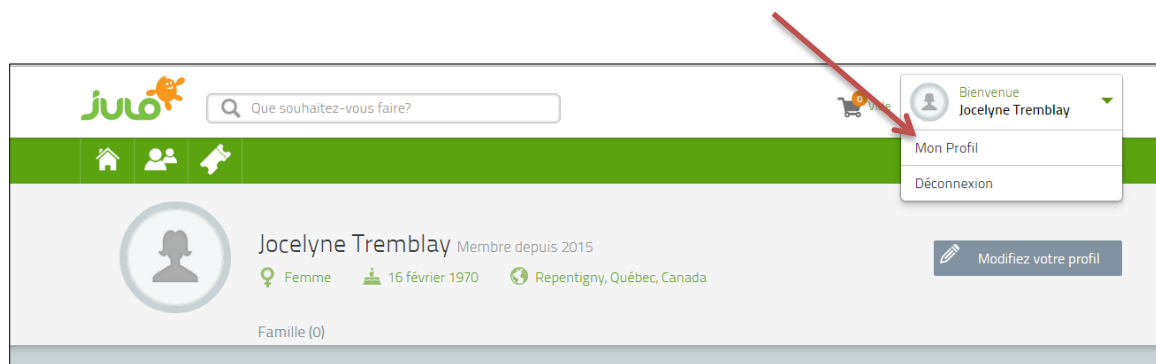 julo
Que souhaitez-vous faire?
0
Vide
Bienvenue
Jocelyne Tremblay
Mon Profil
Déconnexion
Jocelyne Tremblay Membre depuis 2015
Femme 16 février 1970 Repentigny, Québec, Canada
Modifiez votre profil
Famille (0)